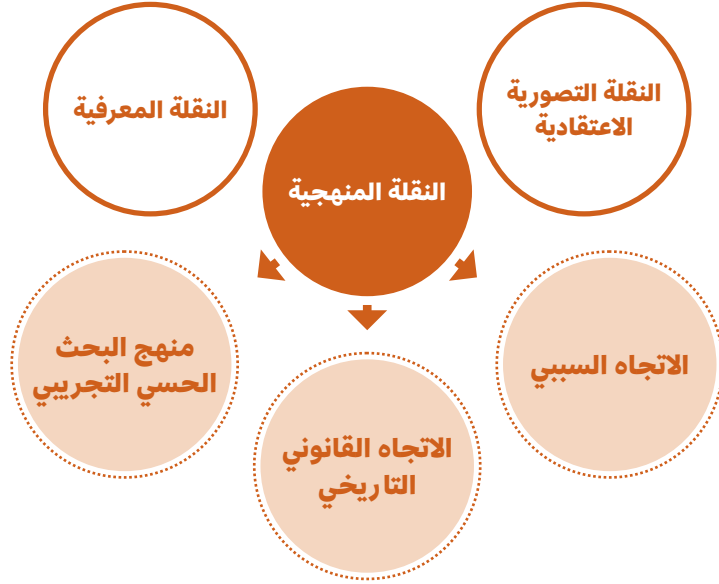 النقلة التصورية
الاعتقادية
النقلة المنهجية
النقلة المعرفية
الاتجاه السببي
الاتجاه القانوني
التاريخي
منهج البحث
الحسي التجريبي